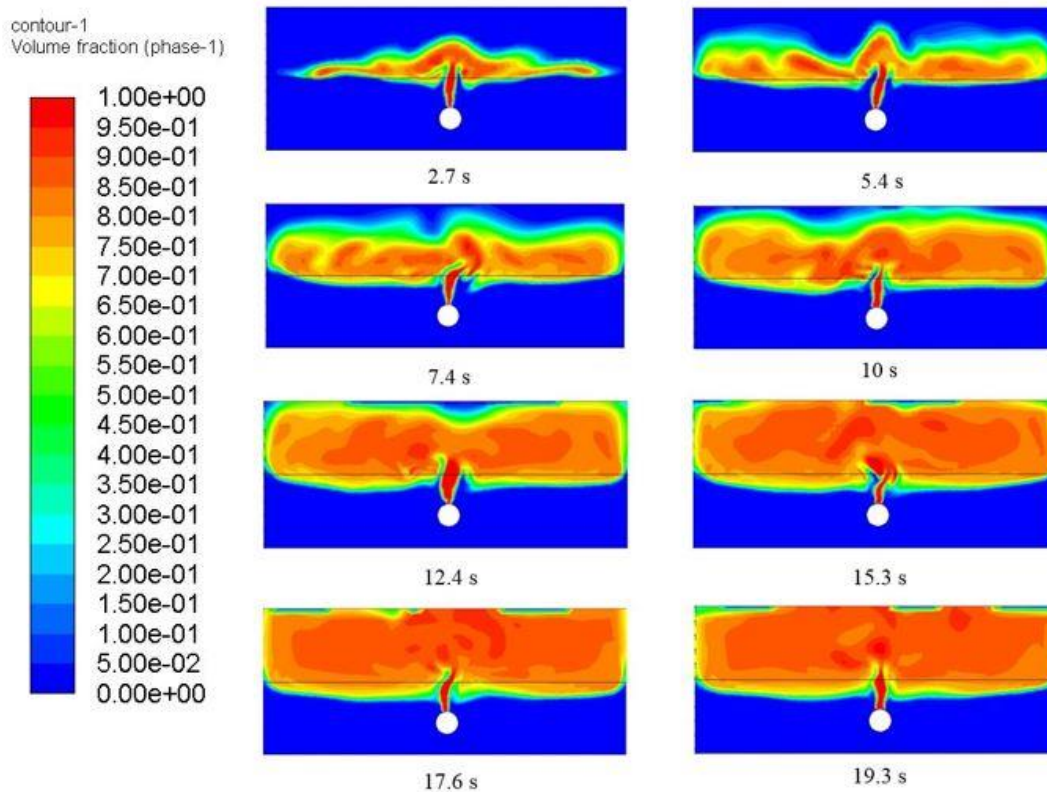 contour-1
Volume fraction (phase-1)
1.00e+00
9.50e-01
9.00e-01
8.50e-01
8.00e-01
7.50e-01
7.00e-01
6.50e-01
6.00e-01
5.50e-01
5.00e-01
4.50e-01
4.00e-01
3.50e-01
3.00e-01
2.50e-01
2.00e-01
1.50e-01
1.00e-01
5.00e-02
0.00e+00
2.7 s
5.4 s
7.4 s
10 s
12.4 s
15.3 s
17.6 s
19.3 s